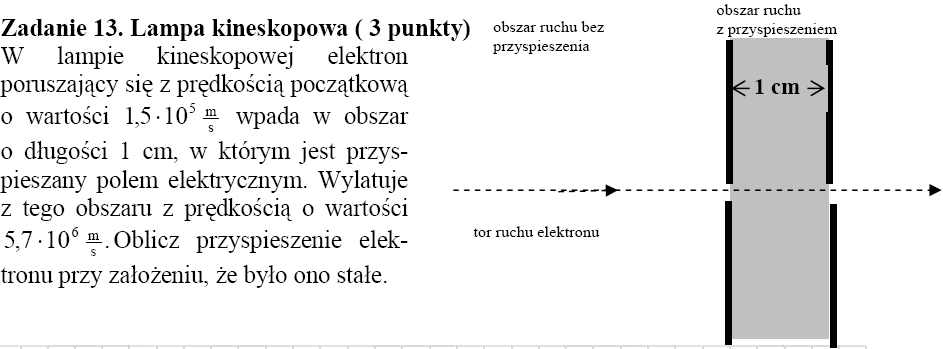 Zadanie 13. Lampa kineskopowa ( 3 punkty)
W lampie kineskopowej elektron
poruszający się z prędkością początkową
o wartości 1,5·10⁵ m/s wpada w obszar
o długości 1 cm, w którym jest przys-
pieszany polem elektrycznym. Wylatuje
z tego obszaru z prędkością o wartości
5,7·10⁶ m/s. Oblicz przyspieszenie elek-
tronu przy założeniu, że było ono stałe.
obszar ruchu bez
przyspieszenia
obszar ruchu
z przyspieszeniem
1 cm
tor ruchu elektronu